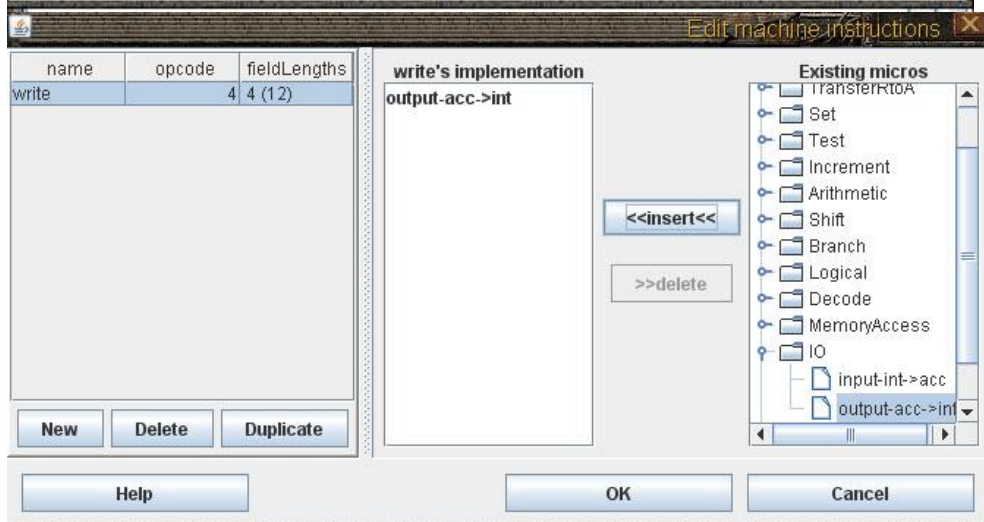 Edit machine instructions
name opcode fieldLengths
write 4 4 (12)
New Delete Duplicate
write's implementation
output-acc->int
<<insert<<
>>delete
Existing micros
TransferRtoA
Set
Test
Increment
Arithmetic
Shift
Branch
Logical
Decode
MemoryAccess
IO
input-int->acc
output-acc->int
Help OK Cancel